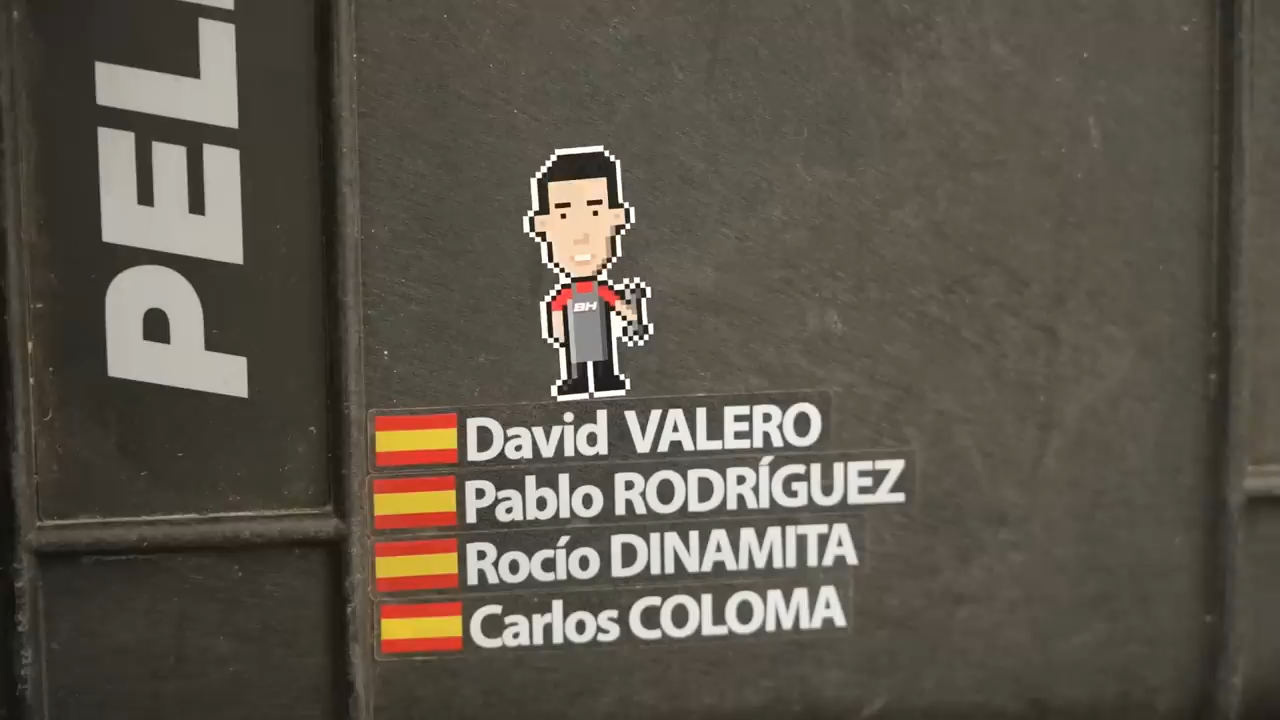 PELI
BH
David VALERO
Pablo RODRÍGUEZ
Rocío DINAMITA
Carlos COLOMA